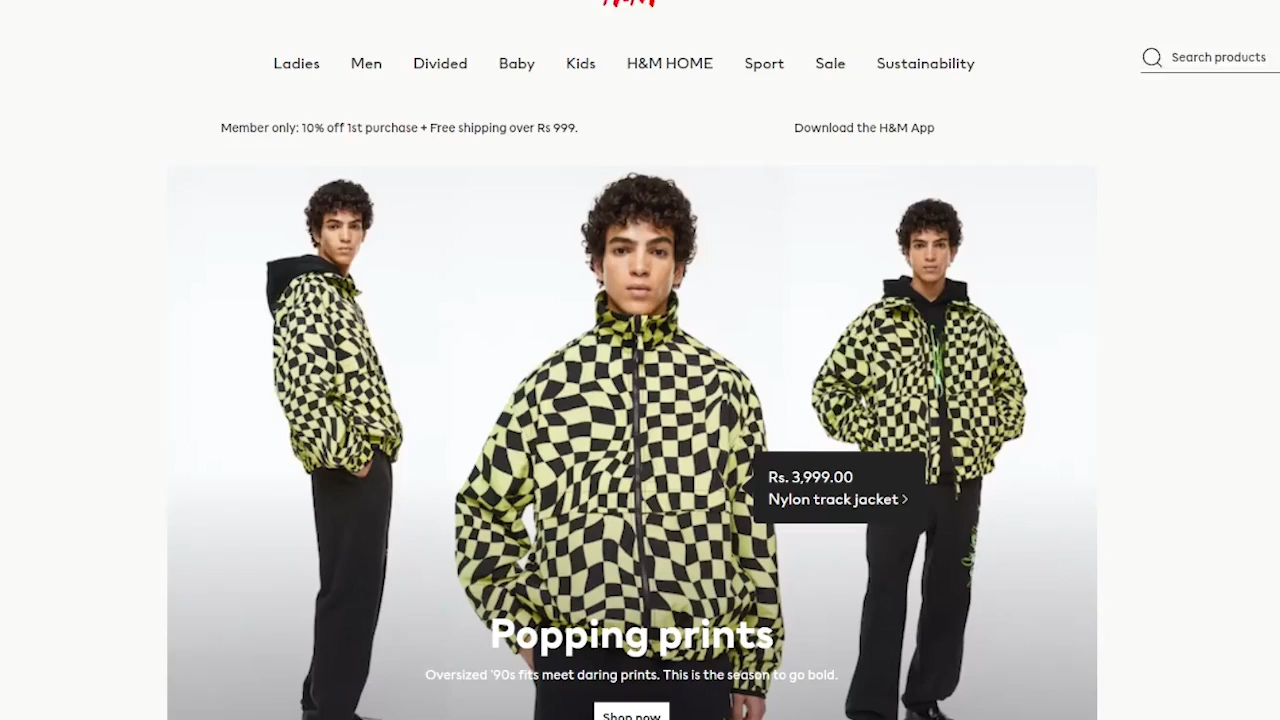 H&M
Ladies Men Divided Baby Kids H&M HOME Sport Sale Sustainability
Search products
Member only: 10% off 1st purchase + Free shipping over Rs 999.
Download the H&M App
Rs. 3,999.00
Nylon track jacket >
Popping prints
Oversized '90s fits meet daring prints. This is the season to go bold.
Shop now